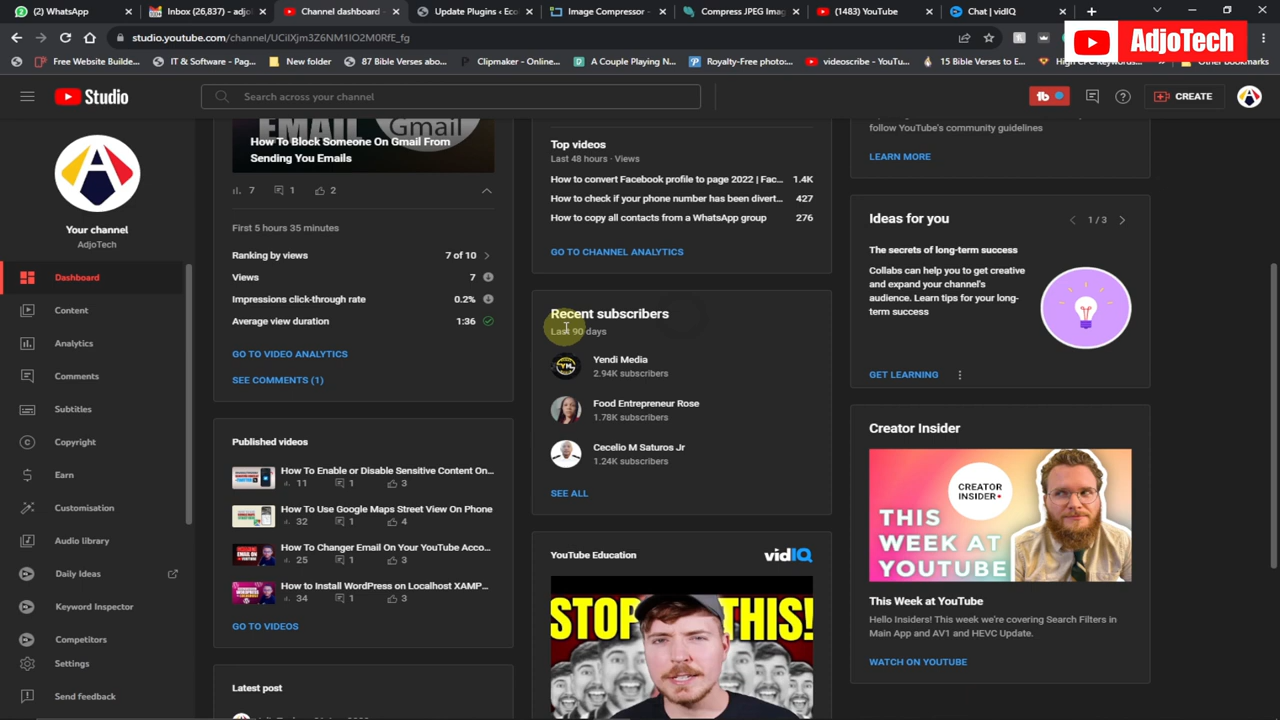 (2) WhatsApp
Inbox (26,837) - adjo
Channel dashboard -
Update Plugins ‹ Eco
Image Compressor -
Compress JPEG Imag
(1483) YouTube
Chat | vidIQ
studio.youtube.com/channel/UCiIXjm3Z6NM1IO2M0RfE_fg
AdjoTech
Free Website Builde...
IT & Software - Pag...
New folder
87 Bible Verses abo...
Clipmaker - Online...
A Couple Playing N...
Royalty-Free photo:...
videoscribe - YouTu...
15 Bible Verses to E...
High CPC Keywords...
Other bookmarks
Studio
Search across your channel
tb
CREATE
Your channel
AdjoTech
Dashboard
Content
Analytics
Comments
Subtitles
Copyright
Earn
Customisation
Audio library
Daily Ideas
Keyword Inspector
Competitors
Settings
Send feedback
EMAIL Gmail
How To Block Someone On Gmail From
Sending You Emails
7 1 2
First 5 hours 35 minutes
Ranking by views 7 of 10
Views 7
Impressions click-through rate 0.2%
Average view duration 1:36
GO TO VIDEO ANALYTICS
SEE COMMENTS (1)
Published videos
How To Enable or Disable Sensitive Content On...
11 1 3
How To Use Google Maps Street View On Phone
32 1 4
How To Changer Email On Your YouTube Acco...
25 1 3
How to Install WordPress on Localhost XAMP...
34 1 3
GO TO VIDEOS
Latest post
Top videos
Last 48 hours · Views
How to convert Facebook profile to page 2022 | Fac... 1.4K
How to check if your phone number has been divert... 427
How to copy all contacts from a WhatsApp group 276
GO TO CHANNEL ANALYTICS
Recent subscribers
Last 90 days
Yendi Media
2.94K subscribers
Food Entrepreneur Rose
1.78K subscribers
Cecelio M Saturos Jr
1.24K subscribers
SEE ALL
YouTube Education vidIQ
STOP THIS!
follow YouTube's community guidelines
LEARN MORE
Ideas for you 1 / 3
The secrets of long-term success
Collabs can help you to get creative
and expand your channel's
audience. Learn tips for your long-
term success
GET LEARNING
Creator Insider
CREATOR
INSIDER
THIS
WEEK AT
YOUTUBE
This Week at YouTube
Hello Insiders! This week we're covering Search Filters in
Main App and AV1 and HEVC Update.
WATCH ON YOUTUBE